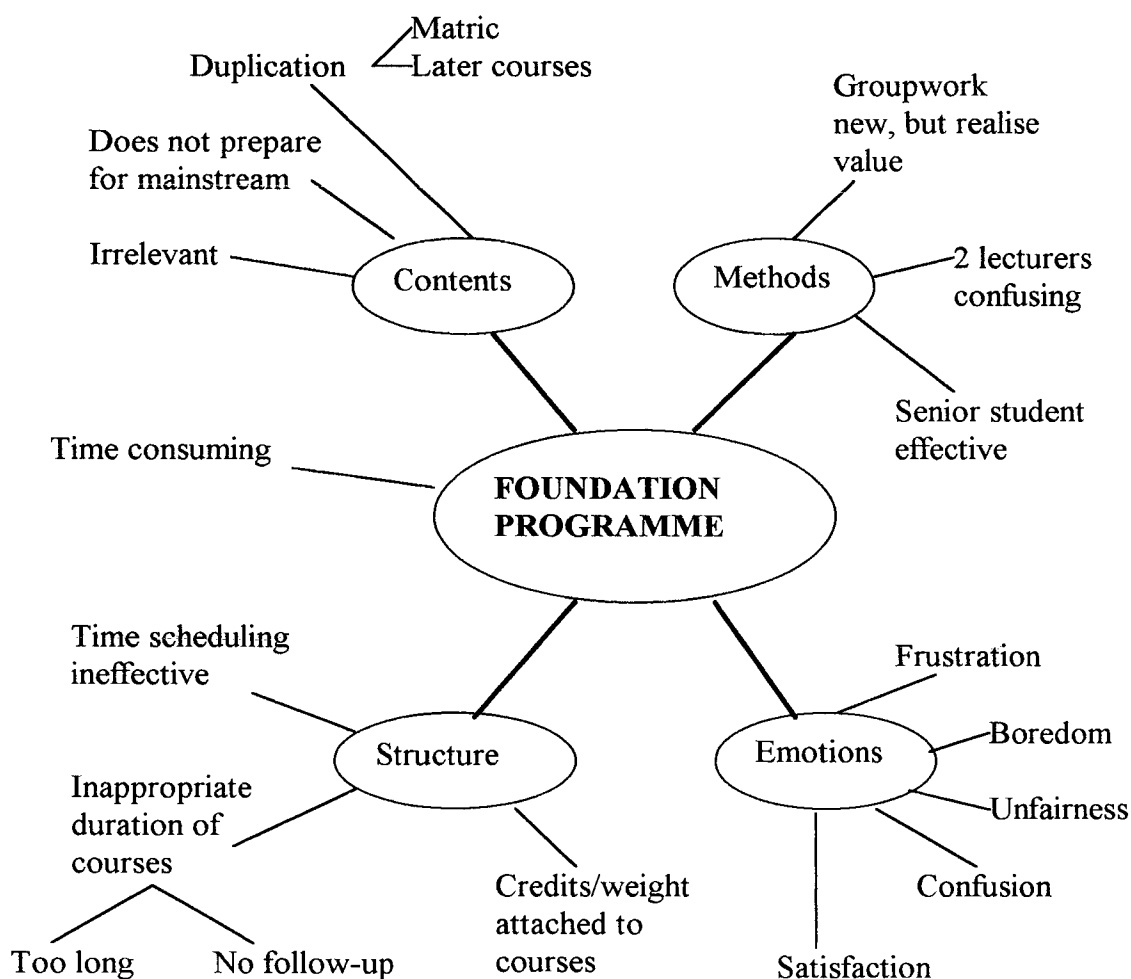 Matric
Duplication
Later courses
Groupwork
new, but realise
value
Does not prepare
for mainstream
Irrelevant
Contents
Methods
2 lecturers
confusing
Senior student
effective
Time consuming
FOUNDATION
PROGRAMME
Time scheduling
ineffective
Frustration
Structure
Emotions
Boredom
Inappropriate
duration of
courses
Unfairness
Credits/weight
attached to
courses
Confusion
Too long
No follow-up
Satisfaction